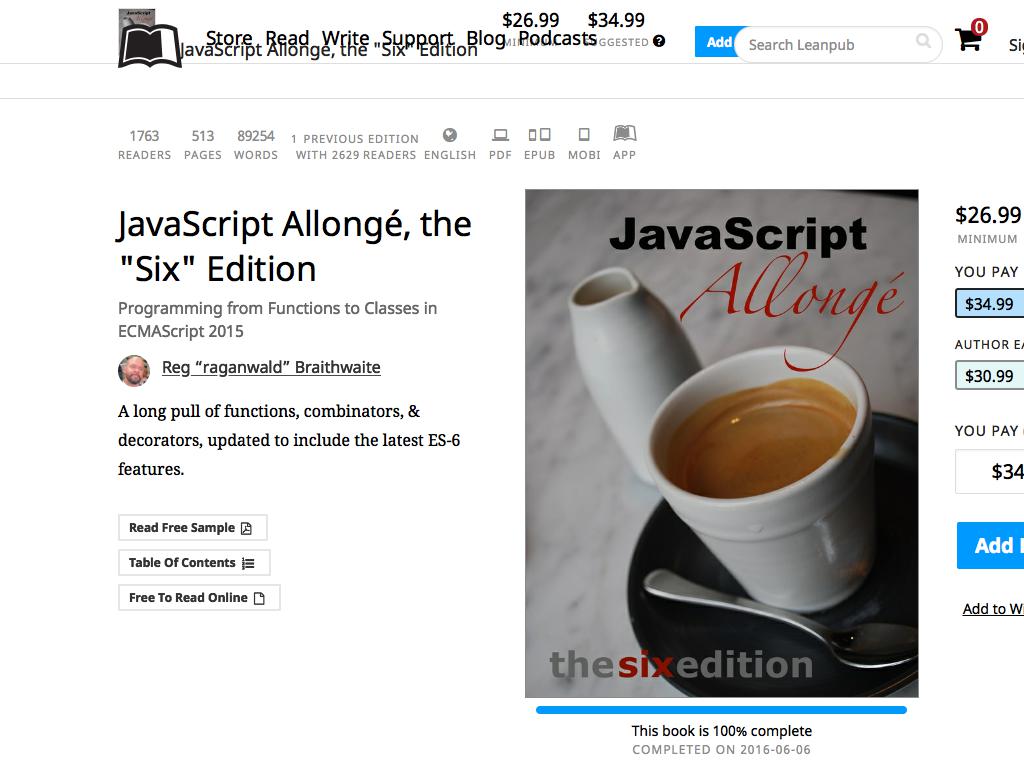 $26.99 $34.99
Store Read Write Support Blog Podcasts
MINIMUM SUGGESTED
JavaScript Allongé, the "Six" Edition
Add
Search Leanpub
0
1763 READERS
513 PAGES
89254 WORDS
1 PREVIOUS EDITION
WITH 2629 READERS
ENGLISH
PDF
EPUB
MOBI
APP
JavaScript Allongé, the
"Six" Edition
Programming from Functions to Classes in
ECMAScript 2015
Reg “raganwald” Braithwaite
A long pull of functions, combinators, &
decorators, updated to include the latest ES-6
features.
Read Free Sample
Table Of Contents
Free To Read Online
JavaScript
Allongé
thesixedition
This book is 100% complete
COMPLETED ON 2016-06-06
$26.99
MINIMUM
YOU PAY
$34.99
AUTHOR
$30.99
YOU PAY
$34
Add
Add to